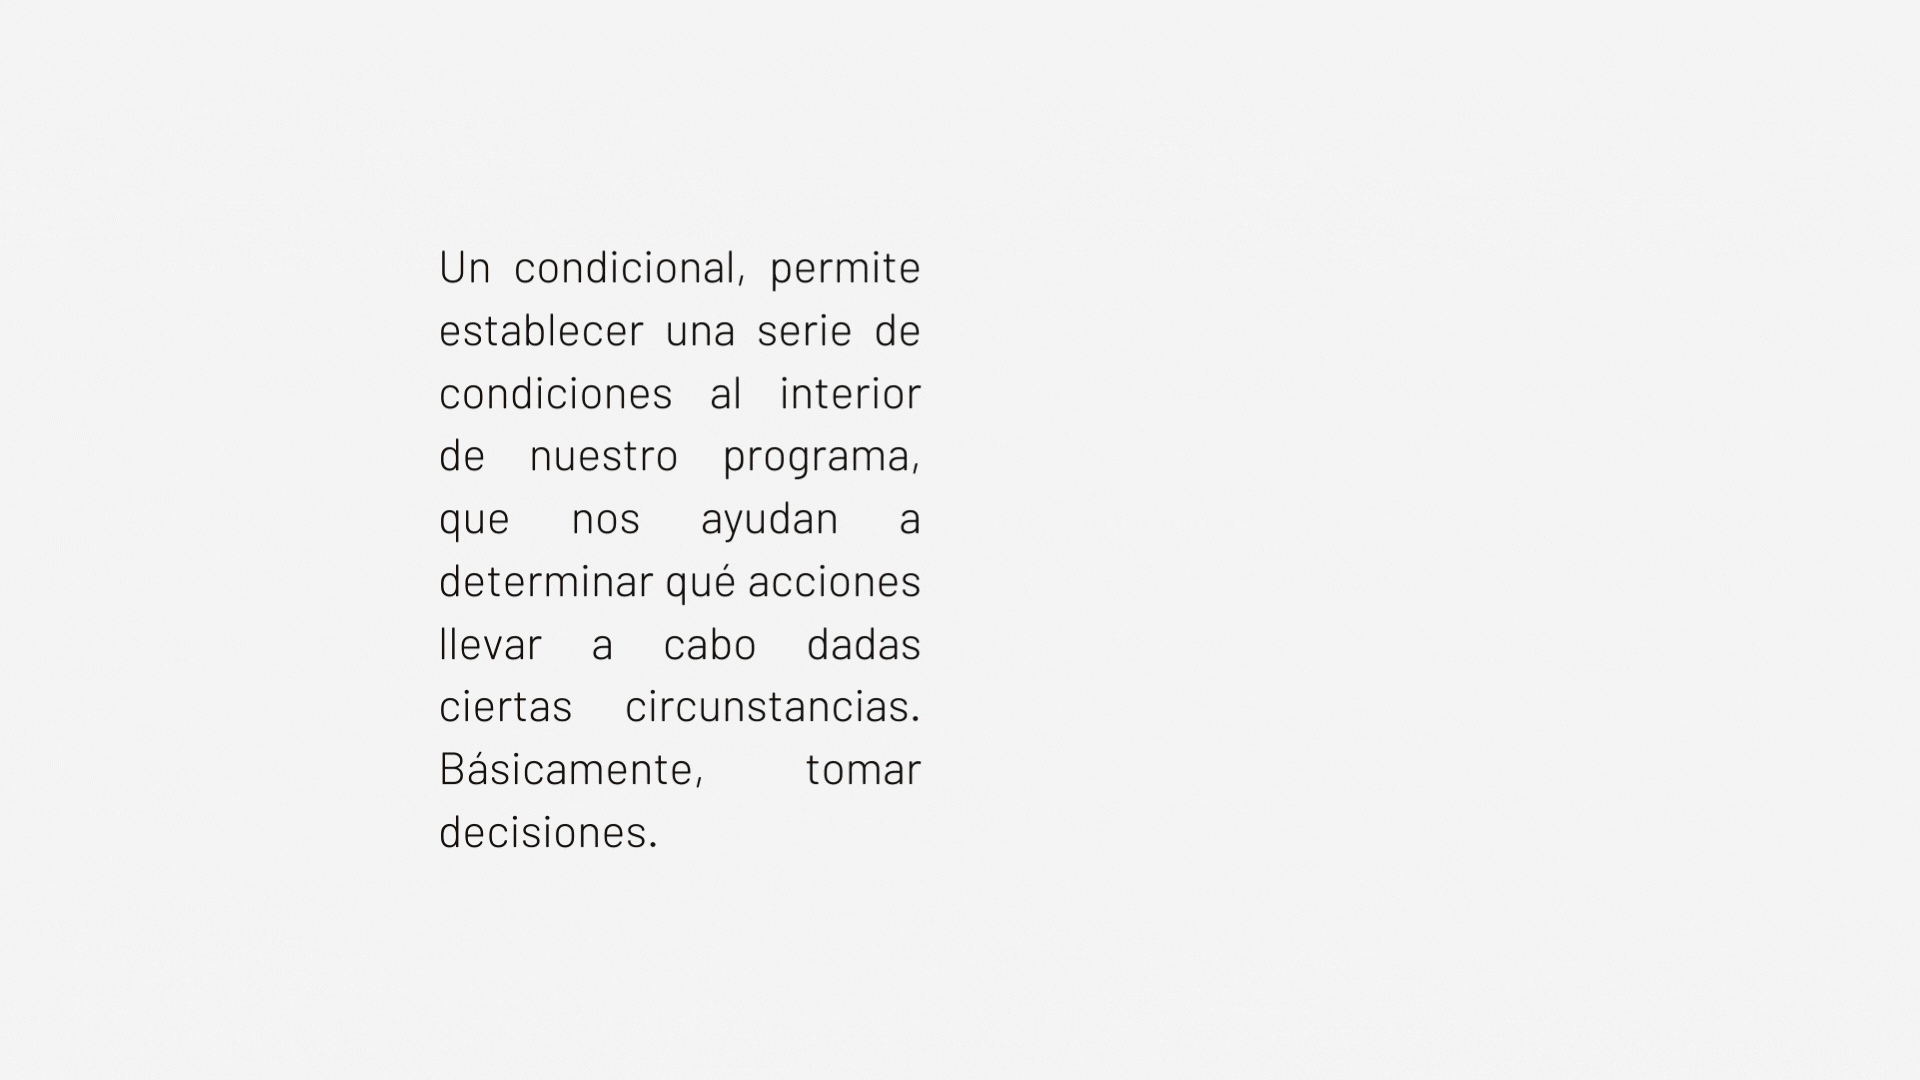 Un condicional, permite
establecer una serie de
condiciones al interior
de nuestro programa,
que nos ayudan a
determinar qué acciones
llevar a cabo dadas
ciertas circunstancias.
Básicamente, tomar
decisiones.